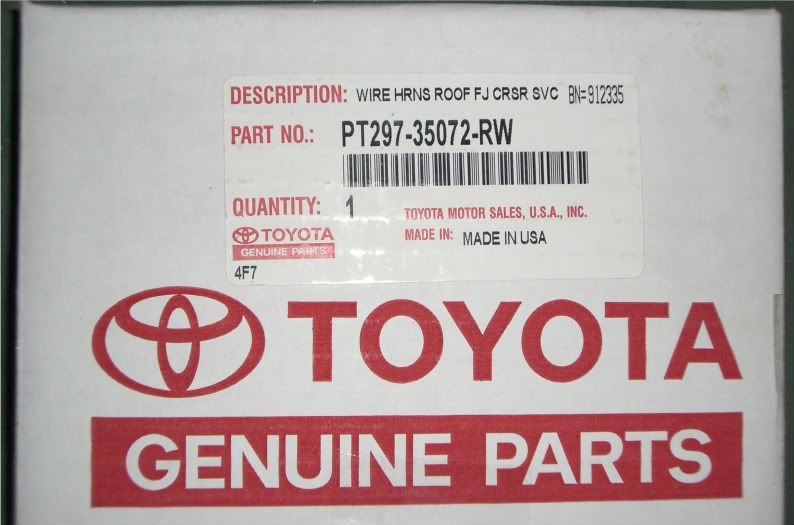 DESCRIPTION: WIRE HRNS ROOF FJ CRSR SVC BN=912335
PART NO.: PT297-35072-RW
QUANTITY: 1 TOYOTA MOTOR SALES, U.S.A., INC.
TOYOTA MADE IN: MADE IN USA
GENUINE PARTS
4F7
TOYOTA
GENUINE PARTS